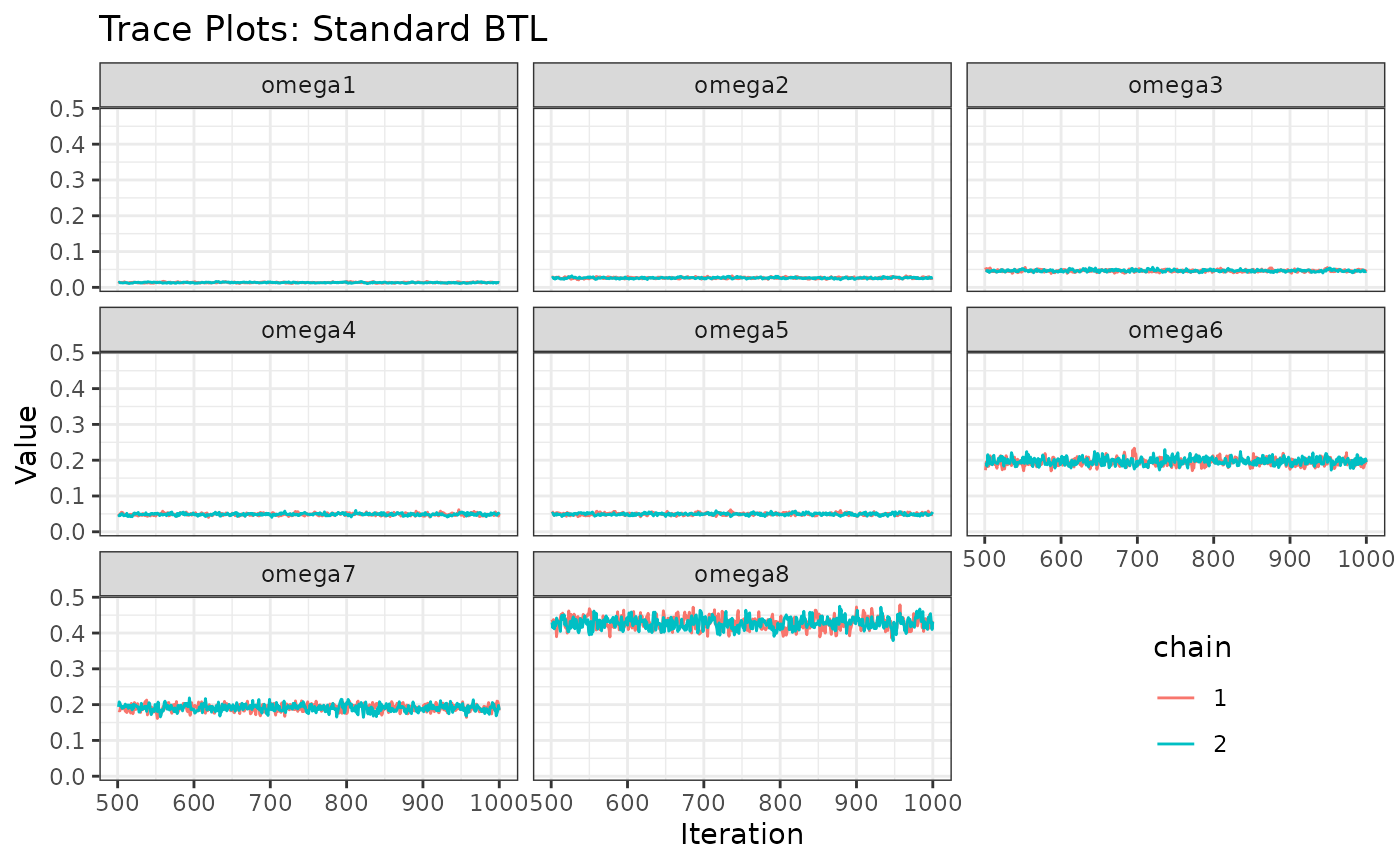 Trace Plots: Standard BTL
omega1 omega2 omega3
0.5
0.4
0.3
0.2
0.1
0.0
omega4 omega5 omega6
0.5
0.4
0.3
0.2
0.1
0.0
500 600 700 800 900 1000
omega7 omega8
0.5
0.4
0.3
0.2
0.1
0.0
500 600 700 800 900 1000 500 600 700 800 900 1000
Value
Iteration
chain
1
2